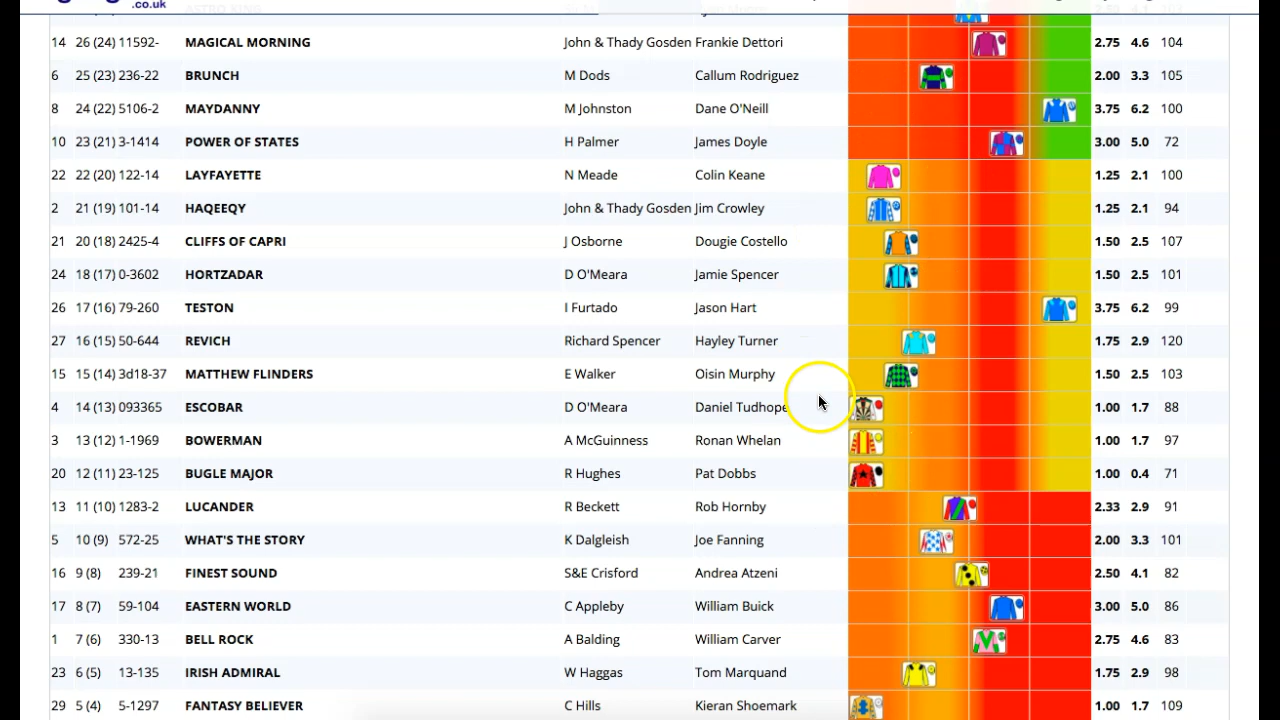 .co.uk
14 26 (24) 11592- MAGICAL MORNING John & Thady Gosden Frankie Dettori 2.75 4.6 104
6 25 (23) 236-22 BRUNCH M Dods Callum Rodriguez 2.00 3.3 105
8 24 (22) 5106-2 MAYDANNY M Johnston Dane O'Neill 3.75 6.2 100
10 23 (21) 3-1414 POWER OF STATES H Palmer James Doyle 3.00 5.0 72
22 22 (20) 122-14 LAYFAYETTE N Meade Colin Keane 1.25 2.1 100
2 21 (19) 101-14 HAQEEQY John & Thady Gosden Jim Crowley 1.25 2.1 94
21 20 (18) 2425-4 CLIFFS OF CAPRI J Osborne Dougie Costello 1.50 2.5 107
24 18 (17) 0-3602 HORTZADAR D O'Meara Jamie Spencer 1.50 2.5 101
26 17 (16) 79-260 TESTON I Furtado Jason Hart 3.75 6.2 99
27 16 (15) 50-644 REVICH Richard Spencer Hayley Turner 1.75 2.9 120
15 15 (14) 3d18-37 MATTHEW FLINDERS E Walker Oisin Murphy 1.50 2.5 103
4 14 (13) 093365 ESCOBAR D O'Meara Daniel Tudhope 1.00 1.7 88
3 13 (12) 1-1969 BOWERMAN A McGuinness Ronan Whelan 1.00 1.7 97
20 12 (11) 23-125 BUGLE MAJOR R Hughes Pat Dobbs 1.00 0.4 71
13 11 (10) 1283-2 LUCANDER R Beckett Rob Hornby 2.33 2.9 91
5 10 (9) 572-25 WHAT'S THE STORY K Dalgleish Joe Fanning 2.00 3.3 101
16 9 (8) 239-21 FINEST SOUND S&E Crisford Andrea Atzeni 2.50 4.1 82
17 8 (7) 59-104 EASTERN WORLD C Appleby William Buick 3.00 5.0 86
1 7 (6) 330-13 BELL ROCK A Balding William Carver 2.75 4.6 83
23 6 (5) 13-135 IRISH ADMIRAL W Haggas Tom Marquand 1.75 2.9 98
29 5 (4) 5-1297 FANTASY BELIEVER C Hills Kieran Shoemark 1.00 1.7 109